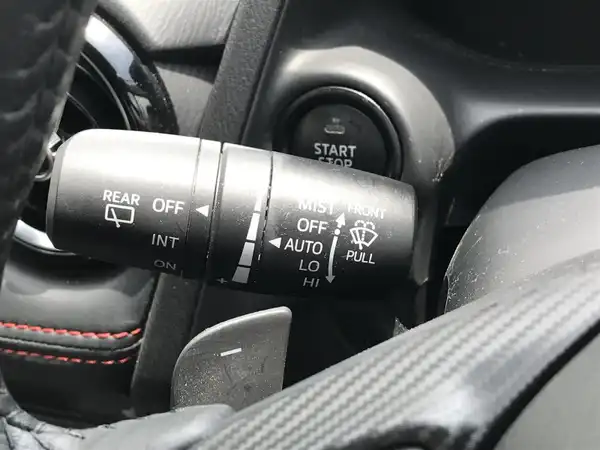 START
STOP
REAR
OFF
INT
ON
+
MIST
OFF
AUTO
LO
HI
FRONT
PULL
−